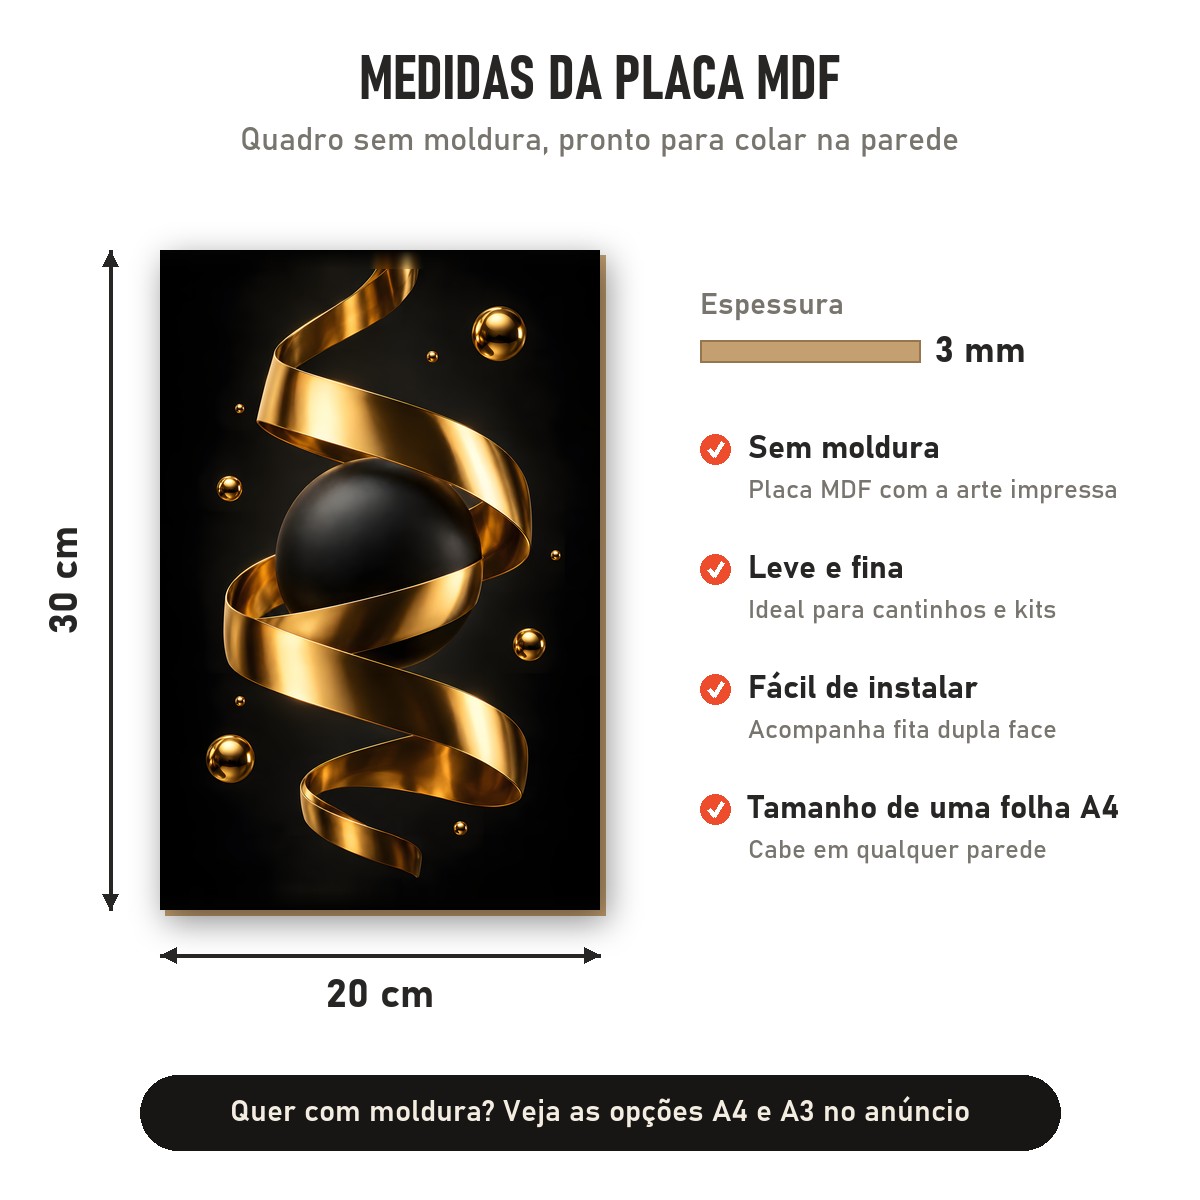 MEDIDAS DA PLACA MDF
Quadro sem moldura, pronto para colar na parede
30 cm
20 cm
Espessura
3 mm
Sem moldura
Placa MDF com a arte impressa
Leve e fina
Ideal para cantinhos e kits
Fácil de instalar
Acompanha fita dupla face
Tamanho de uma folha A4
Cabe em qualquer parede
Quer com moldura? Veja as opções A4 e A3 no anúncio